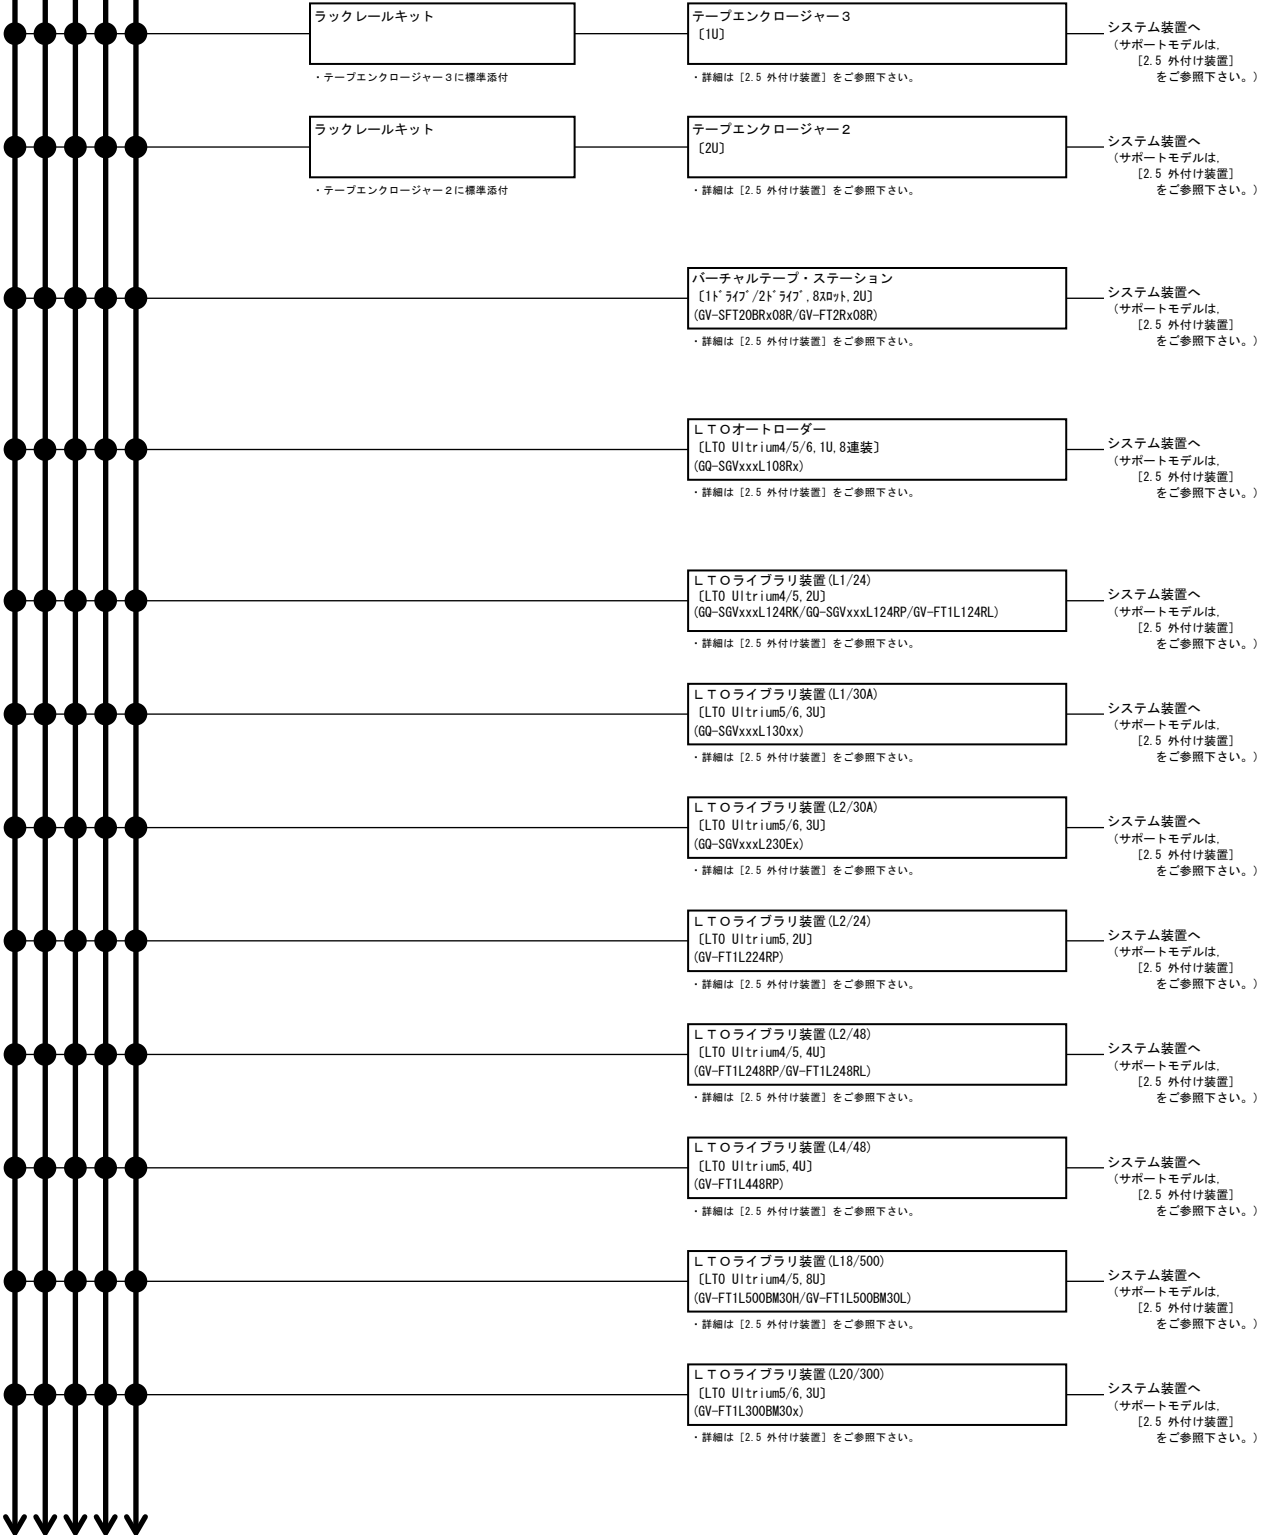 ラックレールキット
・テープエンクロージャー３に標準添付
テープエンクロージャー３
〔1U〕
・詳細は［2.5 外付け装置］をご参照下さい。
システム装置へ
（サポートモデルは,
［2.5 外付け装置］
をご参照下さい。）
ラックレールキット
・テープエンクロージャー２に標準添付
テープエンクロージャー２
〔2U〕
・詳細は［2.5 外付け装置］をご参照下さい。
システム装置へ
（サポートモデルは,
［2.5 外付け装置］
をご参照下さい。）
バーチャルテープ・ステーション
〔1ﾄﾞﾗｲﾌﾞ/2ﾄﾞﾗｲﾌﾞ,8ｽﾛｯﾄ,2U〕
(GV-SFT20BRx08R/GV-FT2Rx08R)
・詳細は［2.5 外付け装置］をご参照下さい。
システム装置へ
（サポートモデルは,
［2.5 外付け装置］
をご参照下さい。）
ＬＴＯオートローダー
〔LTO Ultrium4/5/6,1U,8連装〕
(GQ-SGVxxxL108Rx)
・詳細は［2.5 外付け装置］をご参照下さい。
システム装置へ
（サポートモデルは,
［2.5 外付け装置］
をご参照下さい。）
ＬＴＯライブラリ装置(L1/24)
〔LTO Ultrium4/5,2U〕
(GQ-SGVxxxL124RK/GQ-SGVxxxL124RP/GV-FT1L124RL)
・詳細は［2.5 外付け装置］をご参照下さい。
システム装置へ
（サポートモデルは,
［2.5 外付け装置］
をご参照下さい。）
ＬＴＯライブラリ装置(L1/30A)
〔LTO Ultrium5/6,3U〕
(GQ-SGVxxxL130xx)
・詳細は［2.5 外付け装置］をご参照下さい。
システム装置へ
（サポートモデルは,
［2.5 外付け装置］
をご参照下さい。）
ＬＴＯライブラリ装置(L2/30A)
〔LTO Ultrium5/6,3U〕
(GQ-SGVxxxL230Ex)
・詳細は［2.5 外付け装置］をご参照下さい。
システム装置へ
（サポートモデルは,
［2.5 外付け装置］
をご参照下さい。）
ＬＴＯライブラリ装置(L2/24)
〔LTO Ultrium5,2U〕
(GV-FT1L224RP)
・詳細は［2.5 外付け装置］をご参照下さい。
システム装置へ
（サポートモデルは,
［2.5 外付け装置］
をご参照下さい。）
ＬＴＯライブラリ装置(L2/48)
〔LTO Ultrium4/5,4U〕
(GV-FT1L248RP/GV-FT1L248RL)
・詳細は［2.5 外付け装置］をご参照下さい。
システム装置へ
（サポートモデルは,
［2.5 外付け装置］
をご参照下さい。）
ＬＴＯライブラリ装置(L4/48)
〔LTO Ultrium5,4U〕
(GV-FT1L448RP)
・詳細は［2.5 外付け装置］をご参照下さい。
システム装置へ
（サポートモデルは,
［2.5 外付け装置］
をご参照下さい。）
ＬＴＯライブラリ装置(L18/500)
〔LTO Ultrium4/5,8U〕
(GV-FT1L500BM30H/GV-FT1L500BM30L)
・詳細は［2.5 外付け装置］をご参照下さい。
システム装置へ
（サポートモデルは,
［2.5 外付け装置］
をご参照下さい。）
ＬＴＯライブラリ装置(L20/300)
〔LTO Ultrium5/6,3U〕
(GV-FT1L300BM30x)
・詳細は［2.5 外付け装置］をご参照下さい。
システム装置へ
（サポートモデルは,
［2.5 外付け装置］
をご参照下さい。）